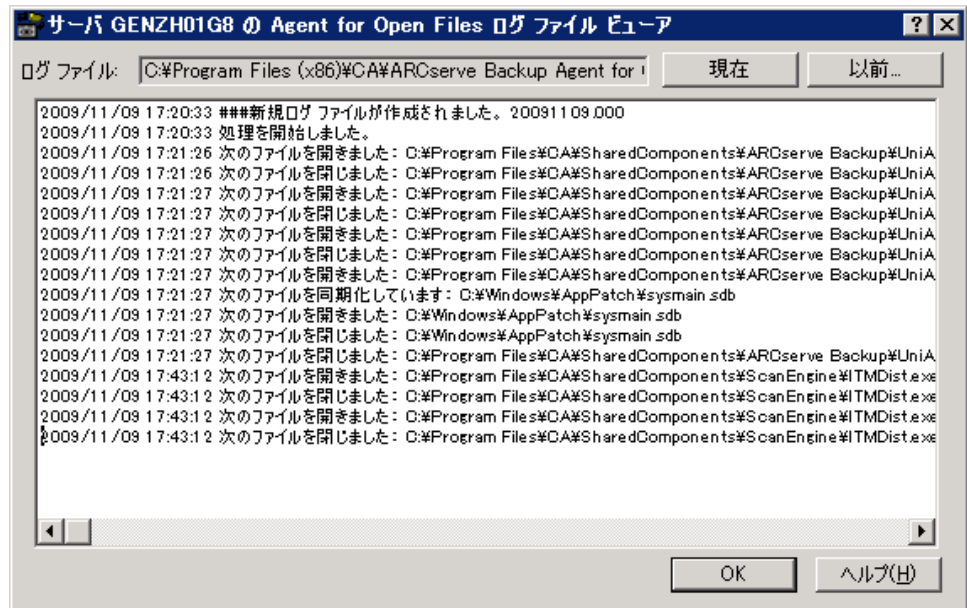 サーバ GENZH01G8 の Agent for Open Files ログ ファイル ビューア
ログ ファイル: C:¥Program Files (x86)¥CA¥ARCserve Backup Agent for 現在 以前...
2009/11/09 17:20:33 ###新規ログ ファイルが作成されました。20091109.000
2009/11/09 17:20:33 処理を開始しました。
2009/11/09 17:21:26 次のファイルを開きました: C:¥Program Files¥CA¥SharedComponents¥ARCserve Backup¥UniA
2009/11/09 17:21:26 次のファイルを閉じました: C:¥Program Files¥CA¥SharedComponents¥ARCserve Backup¥UniA
2009/11/09 17:21:27 次のファイルを開きました: C:¥Program Files¥CA¥SharedComponents¥ARCserve Backup¥UniA
2009/11/09 17:21:27 次のファイルを閉じました: C:¥Program Files¥CA¥SharedComponents¥ARCserve Backup¥UniA
2009/11/09 17:21:27 次のファイルを開きました: C:¥Program Files¥CA¥SharedComponents¥ARCserve Backup¥UniA
2009/11/09 17:21:27 次のファイルを閉じました: C:¥Program Files¥CA¥SharedComponents¥ARCserve Backup¥UniA
2009/11/09 17:21:27 次のファイルを開きました: C:¥Program Files¥CA¥SharedComponents¥ARCserve Backup¥UniA
2009/11/09 17:21:27 次のファイルを同期化しています: C:¥Windows¥AppPatch¥sysmain.sdb
2009/11/09 17:21:27 次のファイルを開きました: C:¥Windows¥AppPatch¥sysmain.sdb
2009/11/09 17:21:27 次のファイルを閉じました: C:¥Windows¥AppPatch¥sysmain.sdb
2009/11/09 17:21:27 次のファイルを閉じました: C:¥Program Files¥CA¥SharedComponents¥ARCserve Backup¥UniA
2009/11/09 17:43:12 次のファイルを開きました: C:¥Program Files¥CA¥SharedComponents¥ScanEngine¥ITMDist.exe
2009/11/09 17:43:12 次のファイルを閉じました: C:¥Program Files¥CA¥SharedComponents¥ScanEngine¥ITMDist.exe
2009/11/09 17:43:12 次のファイルを開きました: C:¥Program Files¥CA¥SharedComponents¥ScanEngine¥ITMDist.exe
2009/11/09 17:43:12 次のファイルを閉じました: C:¥Program Files¥CA¥SharedComponents¥ScanEngine¥ITMDist.exe
OK ヘルプ(H)